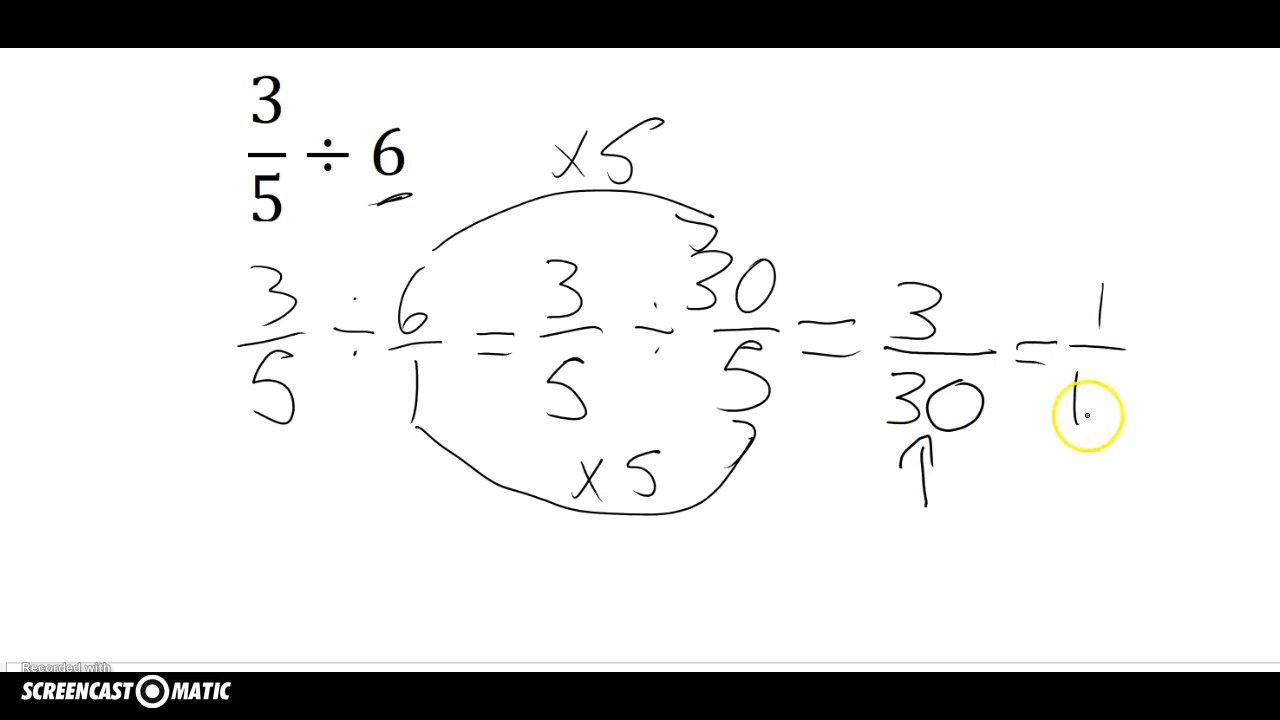 3/5 ÷ 6
×5
3/5 ÷ 6/1 = 3/5 ÷ 30/5 = 3/30 = 1/1
×5
Recorded with
SCREENCAST MATIC